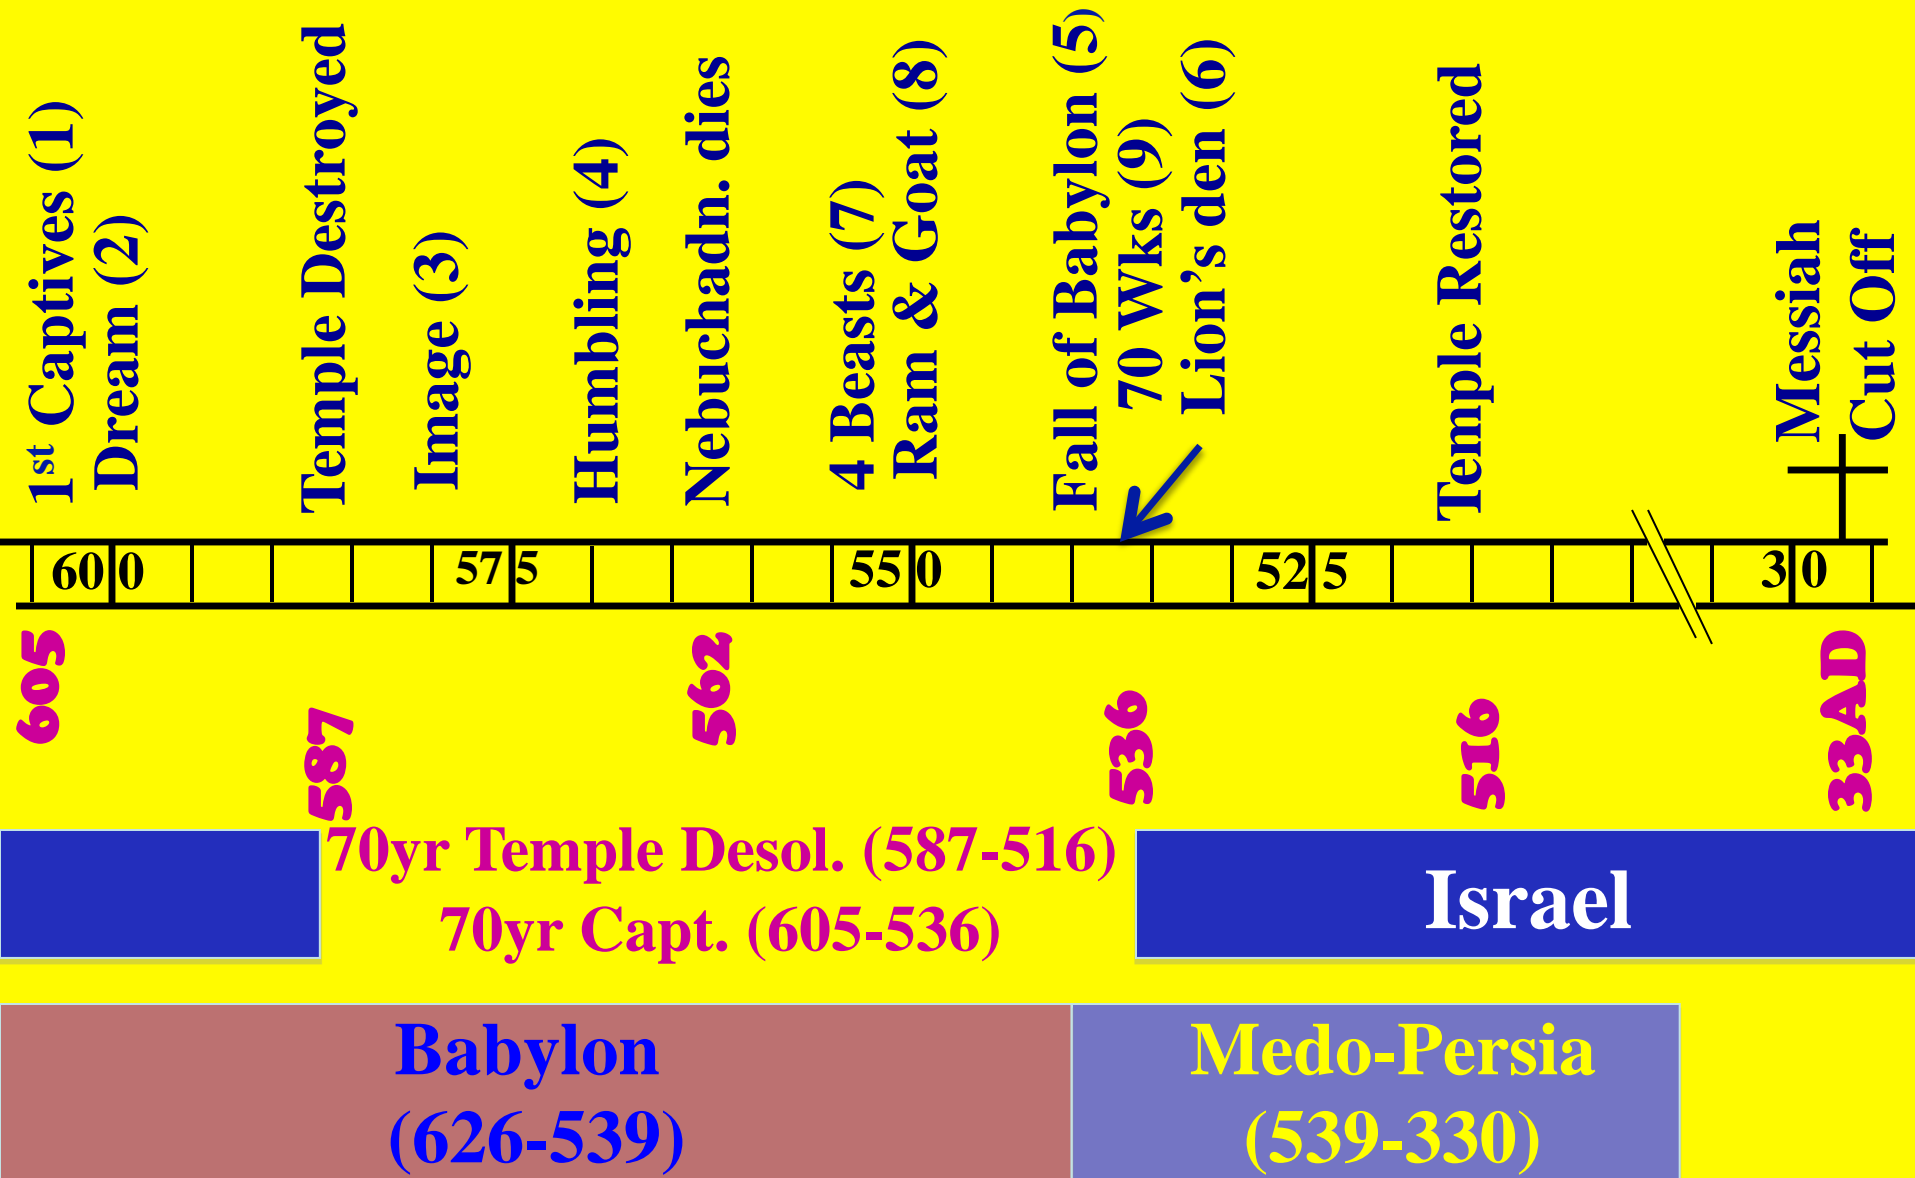 1st Captives (1)
Dream (2)
Temple Destroyed
Image (3)
Humbling (4)
Nebuchadn. dies
4 Beasts (7)
Ram & Goat (8)
Fall of Babylon (5)
70 Wks (9)
Lion's den (6)
Temple Restored
Messiah
Cut Off
600 575 550 525 30
605
587
562
536
516
33AD
70yr Temple Desol. (587-516)
70yr Capt. (605-536)
Israel
Babylon
(626-539)
Medo-Persia
(539-330)